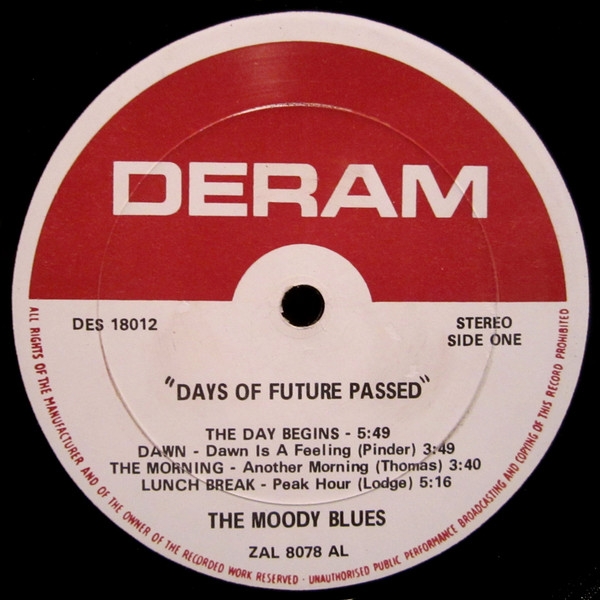 DERAM
DES 18012
STEREO
SIDE ONE
"DAYS OF FUTURE PASSED"
THE DAY BEGINS - 5:49
DAWN - Dawn Is A Feeling (Pinder) 3:49
THE MORNING - Another Morning (Thomas) 3:40
LUNCH BREAK - Peak Hour (Lodge) 5:16
THE MOODY BLUES
ZAL 8078 AL
ALL RIGHTS OF THE MANUFACTURER AND OF THE OWNER OF THE RECORDED WORK RESERVED · UNAUTHORISED PUBLIC PERFORMANCE BROADCASTING AND COPYING OF THIS RECORD PROHIBITED